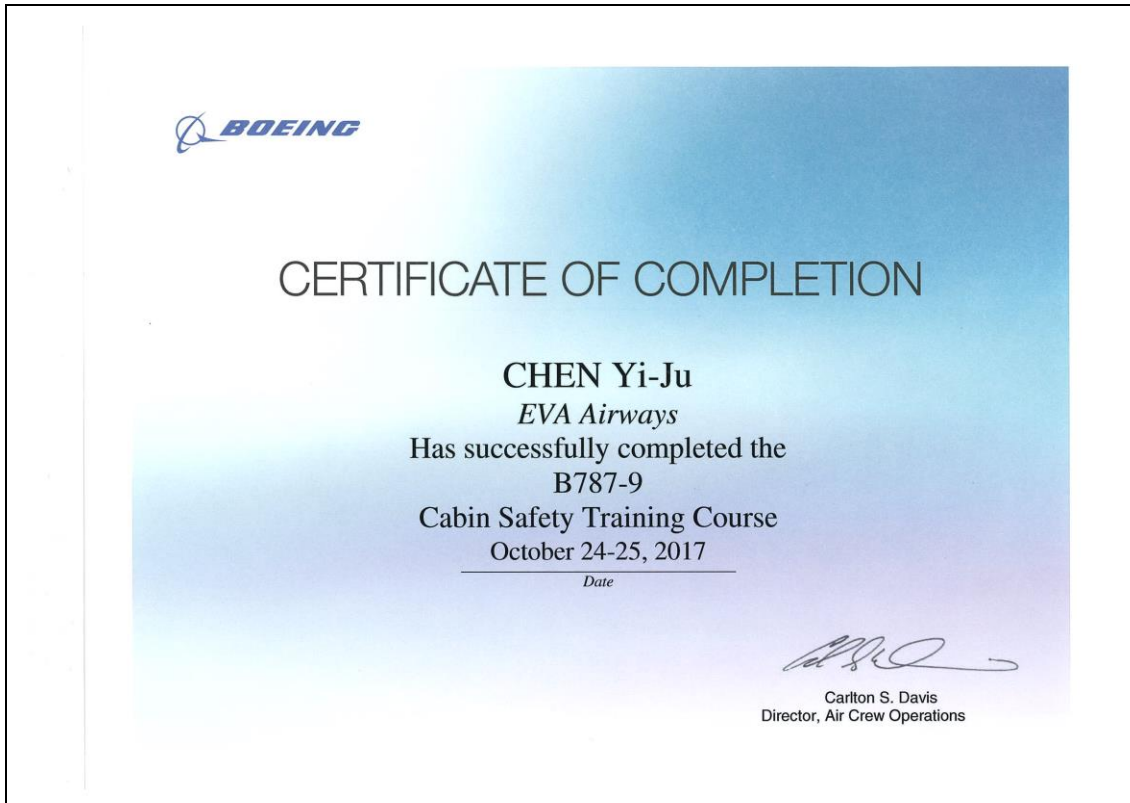 BOEING
CERTIFICATE OF COMPLETION
CHEN Yi-Ju
EVA Airways
Has successfully completed the
B787-9
Cabin Safety Training Course
October 24-25, 2017
Date
Carlton S. Davis
Director, Air Crew Operations